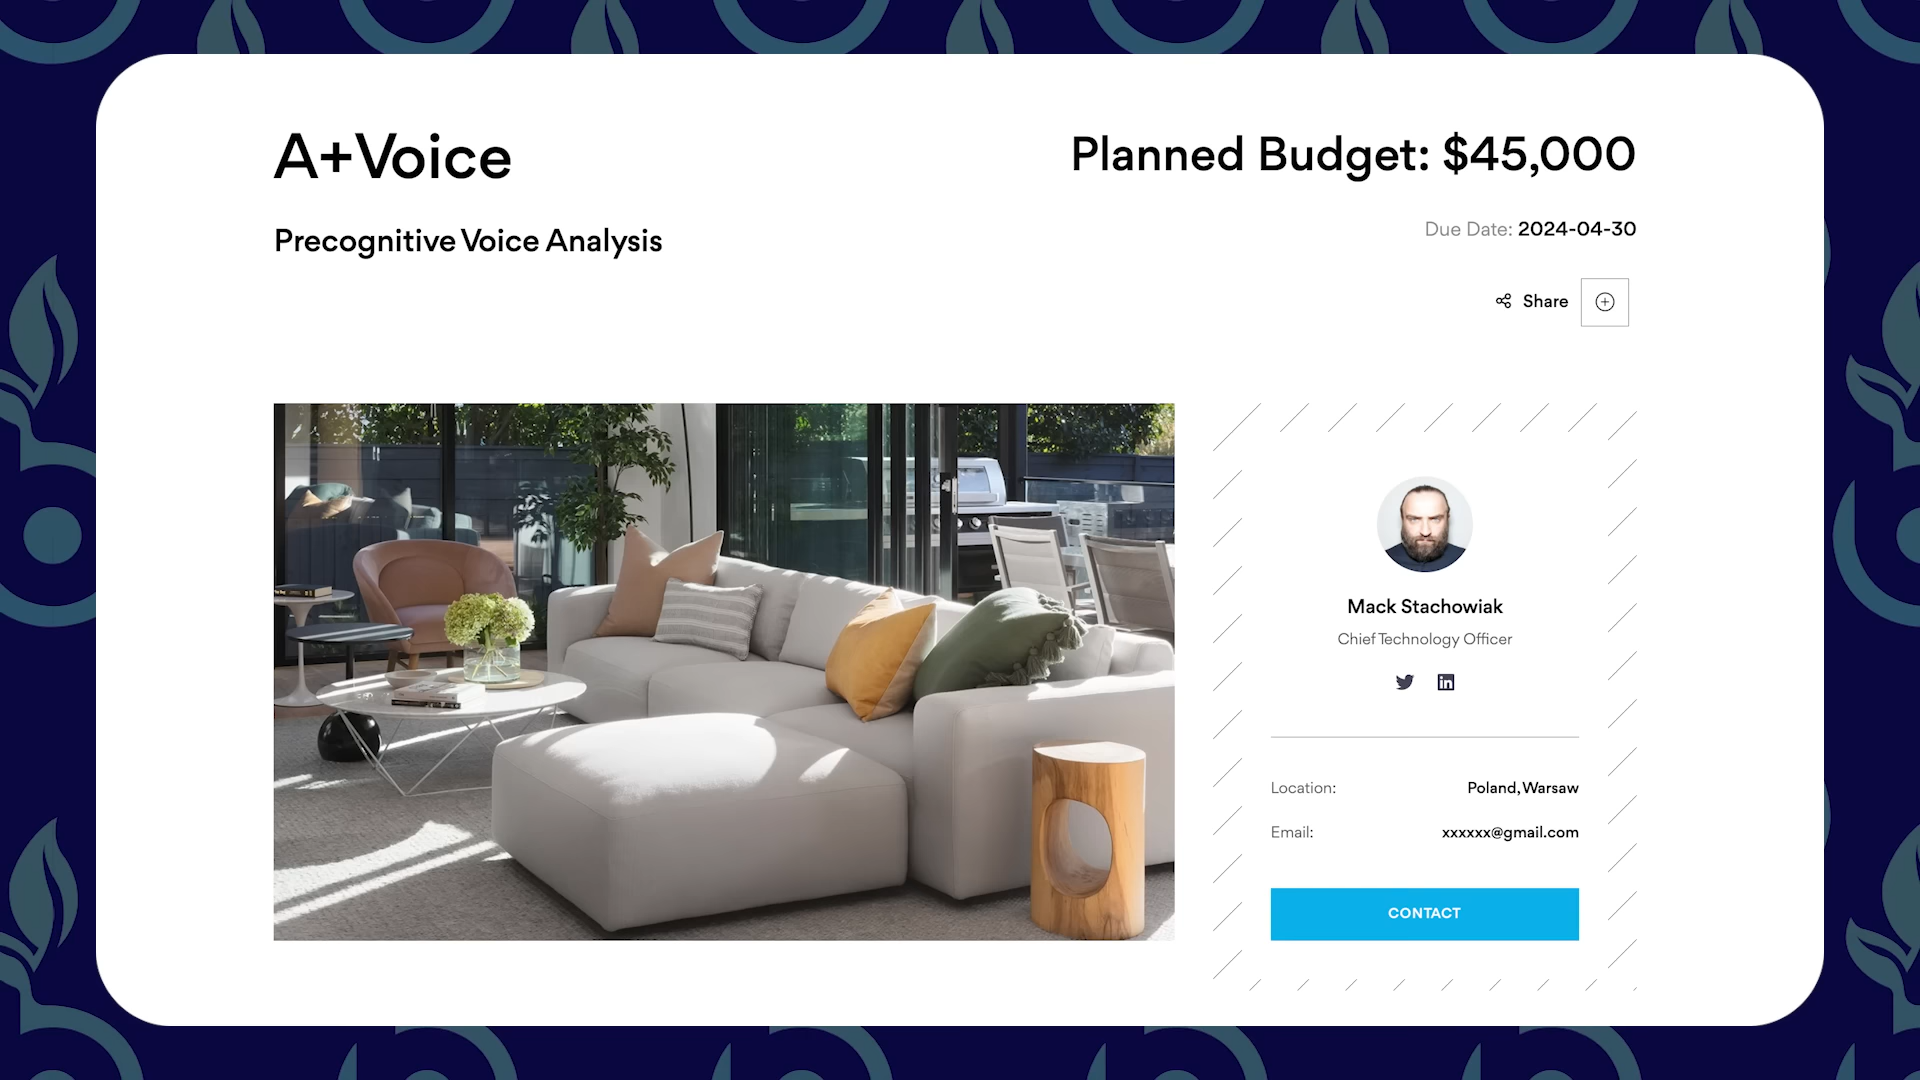 A+Voice
Planned Budget: $45,000
Precognitive Voice Analysis
Due Date: 2024-04-30
Share
Mack Stachowiak
Chief Technology Officer
Location: Poland, Warsaw
Email: xxxxxx@gmail.com
CONTACT